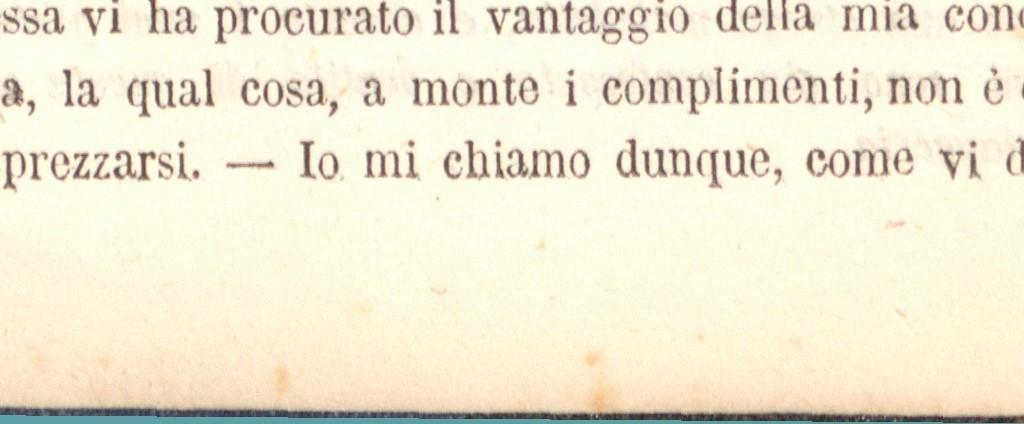 ssa vi ha procurato il vantaggio della mia con
a, la qual cosa, a monte i complimenti, non è
prezzarsi. — Io mi chiamo dunque, come vi d